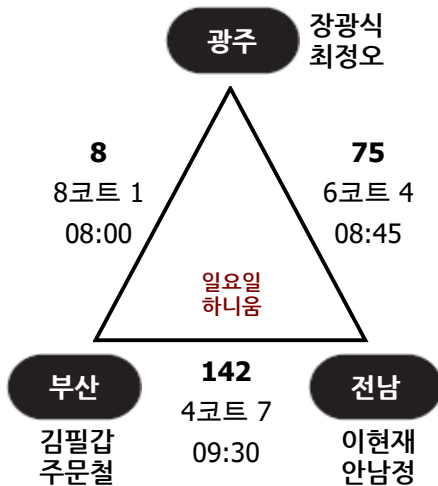 광주
장광식
최정오
8
8코트 1
08:00
75
6코트 4
08:45
일요일
하니움
부산
김필갑
주문철
142
4코트 7
09:30
전남
이현재
안남정